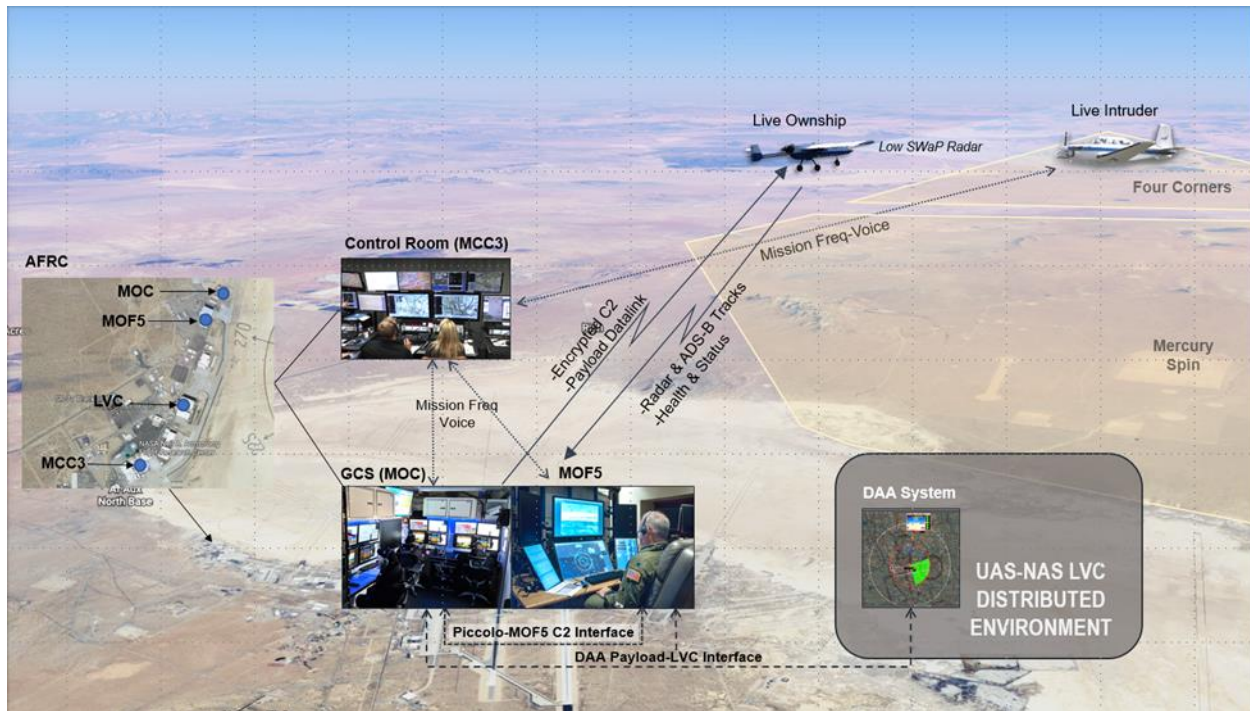 Live Ownship
Live Intruder
Low SWaP Radar
Four Corners
Mission Freq-Voice
Control Room (MCC3)
AFRC
MOC
MOF5
270
LVC
MCC3
North Base
-Encrypted C2
-Payload Datalink
-Radar & ADS-B Tracks
-Health & Status
Mercury
Spin
Mission Freq
Voice
GCS (MOC)
MOF5
DAA System
UAS-NAS LVC
DISTRIBUTED
ENVIRONMENT
Piccolo-MOF5 C2 Interface
DAA Payload-LVC Interface